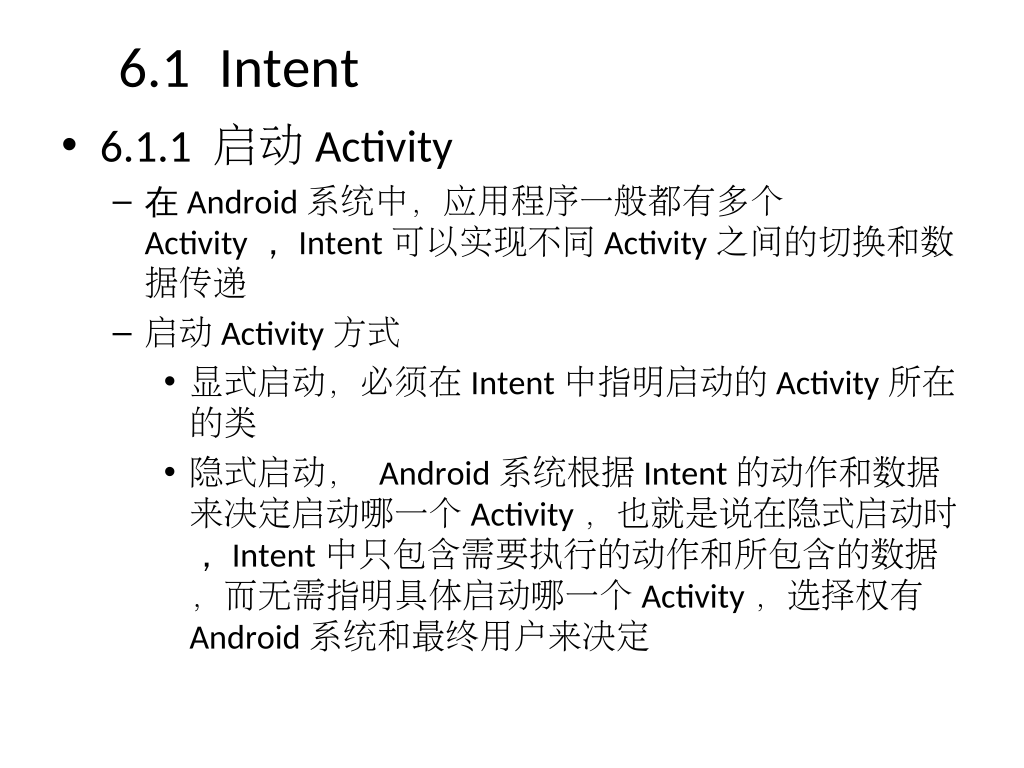 6.1 Intent
• 6.1.1 启动 Activity
– 在 Android 系统中，应用程序一般都有多个
Activity ，Intent 可以实现不同 Activity 之间的切换和数
据传递
– 启动 Activity 方式
• 显式启动，必须在 Intent 中指明启动的 Activity 所在
的类
• 隐式启动， Android 系统根据 Intent 的动作和数据
来决定启动哪一个 Activity ，也就是说在隐式启动时
，Intent 中只包含需要执行的动作和所包含的数据
，而无需指明具体启动哪一个 Activity ，选择权有
Android 系统和最终用户来决定